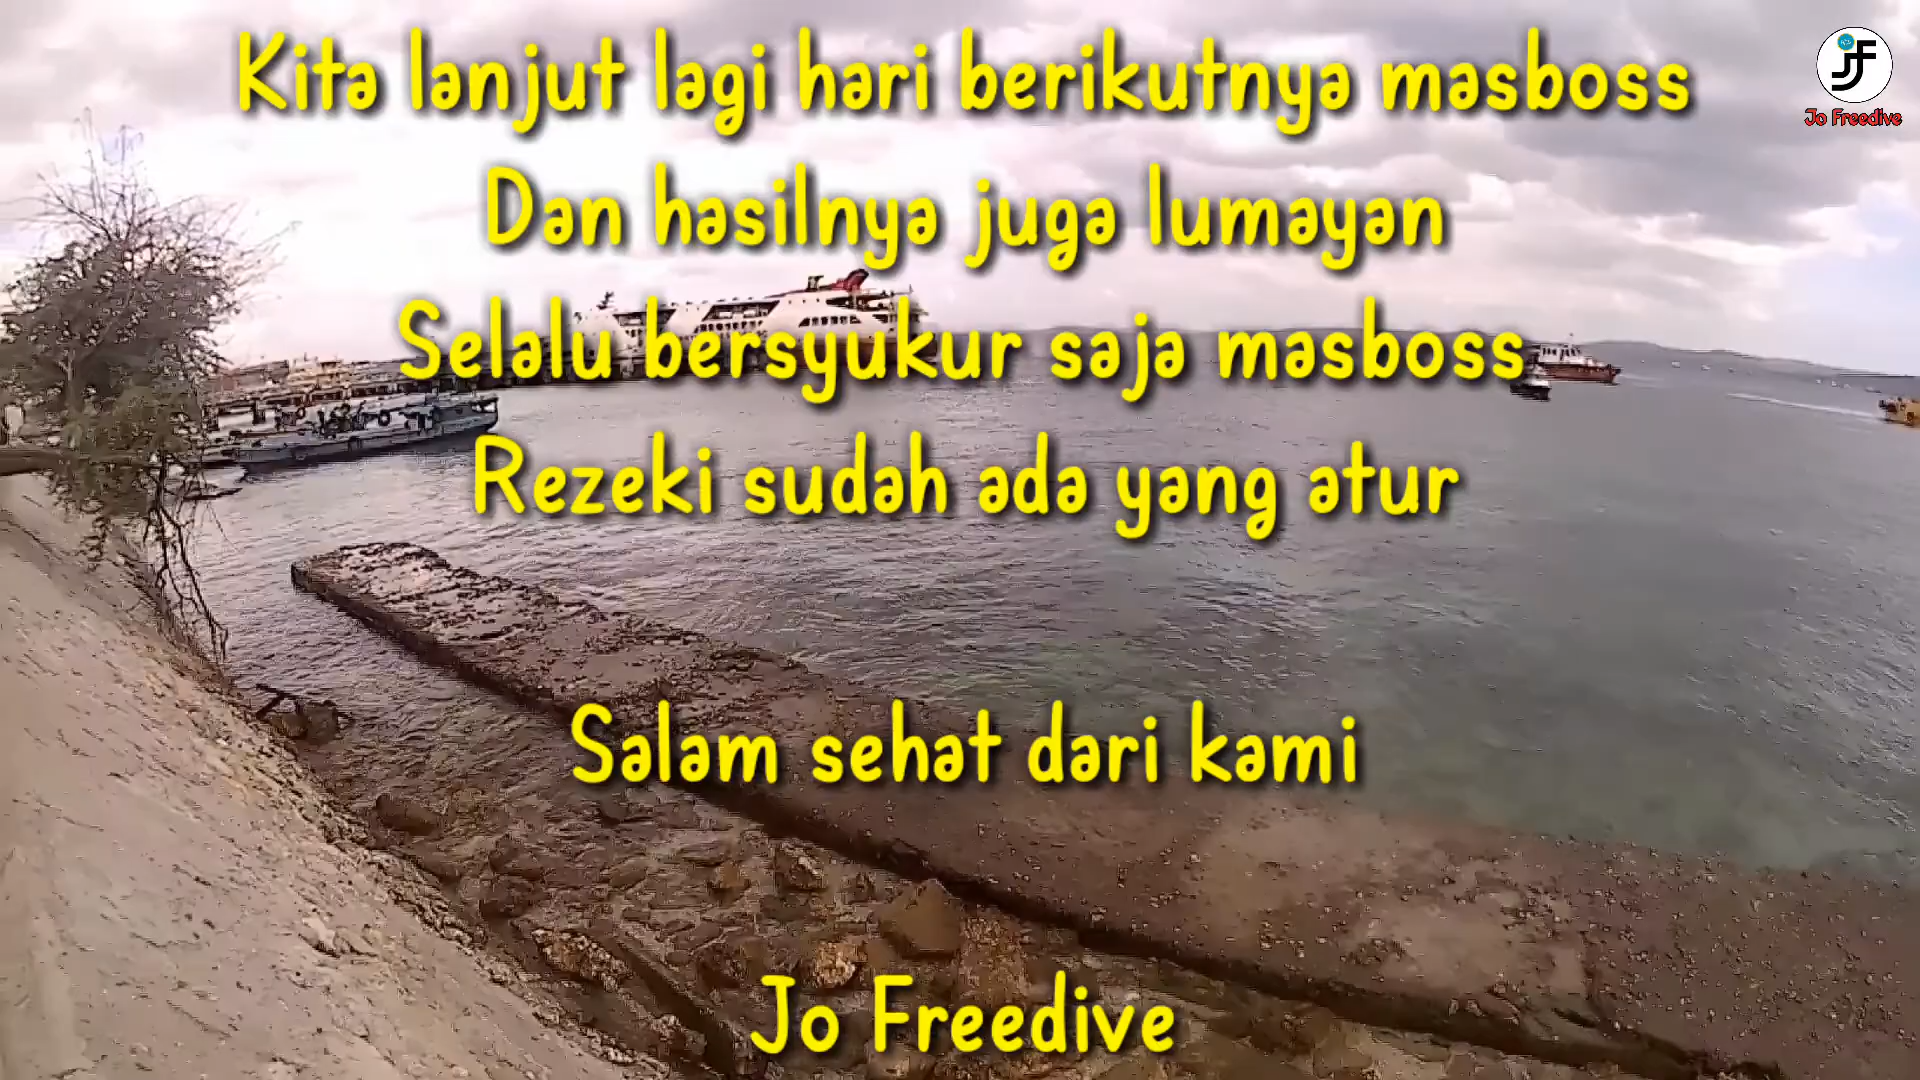 Kita lanjut lagi hari berikutnya masboss
Dan hasilnya juga lumayan
Selalu bersyukur saja masboss
Rezeki sudah ada yang atur
Salam sehat dari kami
Jo Freedive
JF
Jo Freedive